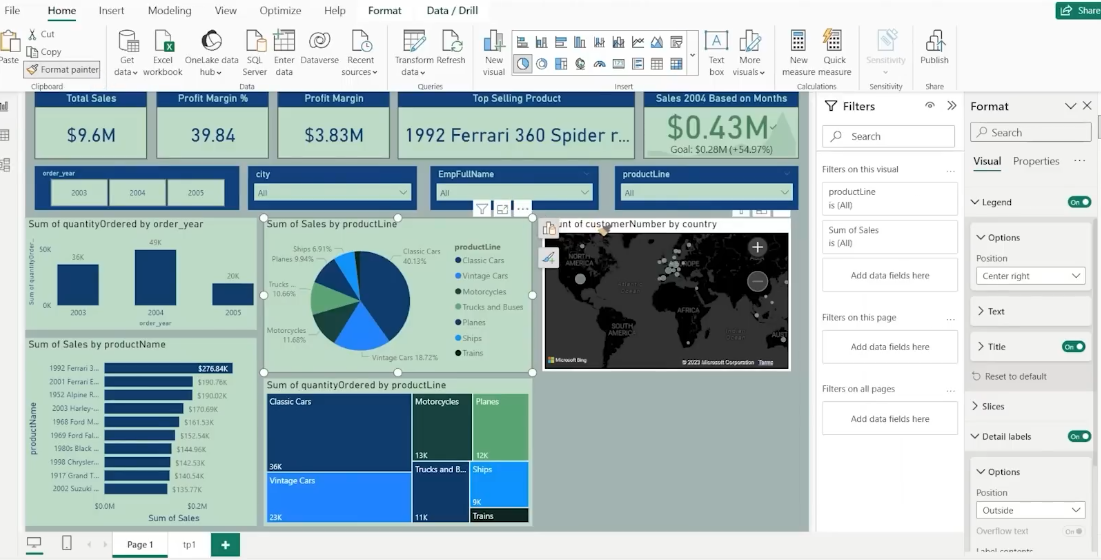 File Home Insert Modeling View Optimize Help Format Data / Drill Share
Paste
Cut
Copy
Format painter
Get data
Excel workbook
OneLake data hub
SQL Server
Enter data
Dataverse
Recent sources
Transform data
Refresh
New visual
Text box
More visuals
New measure
Quick measure
Sensitivity
Publish
Clipboard Data Queries Insert Calculations Sensitivity Share
Total Sales
$9.6M
Profit Margin %
39.84
Profit Margin
$3.83M
Top Selling Product
1992 Ferrari 360 Spider r...
Sales 2004 Based on Months
$0.43M
Goal: $0.28M (+54.97%)
order_year
2003 2004 2005
city
All
EmpFullName
All
productLine
All
Sum of quantityOrdered by order_year
Sum of quantityOrder...
50K
0K
36K
49K
20K
2003 2004 2005
order_year
Sum of Sales by productLine
Ships 6.91%
Planes 9.94%
Trucks ...
10.66%
Motorcycles
11.68%
Vintage Cars 18.72%
Classic Cars
40.13%
productLine
Classic Cars
Vintage Cars
Motorcycles
Trucks and Buses
Planes
Ships
Trains
unt of customerNumber by country
NORTH AMERICA
EUROPE
AFRICA
SOUTH AMERICA
AUST
Microsoft Bing
© 2023 Microsoft Corporation Terms
Sum of Sales by productName
productName
1992 Ferrari 3... $276.84K
2001 Ferrari E... $190.76K
1952 Alpine R... $190.02K
2003 Harley-... $170.69K
1968 Ford M... $161.53K
1969 Ford Fal... $152.54K
1980s Black ... $144.96K
1998 Chrysler... $142.53K
1917 Grand T... $140.54K
2002 Suzuki ... $135.77K
$0.0M $0.2M
Sum of Sales
Sum of quantityOrdered by productLine
Classic Cars
36K
Vintage Cars
23K
Motorcycles
13K
Trucks and B...
11K
Planes
12K
Ships
9K
Trains
Filters
Search
Filters on this visual
productLine
is (All)
Sum of Sales
is (All)
Add data fields here
Filters on this page
Add data fields here
Filters on all pages
Add data fields here
Format
Search
Visual Properties
Legend On
Options
Position
Center right
Text
Title On
Reset to default
Slices
Detail labels On
Options
Position
Outside
Overflow text On
Label contents
Page 1 tp1